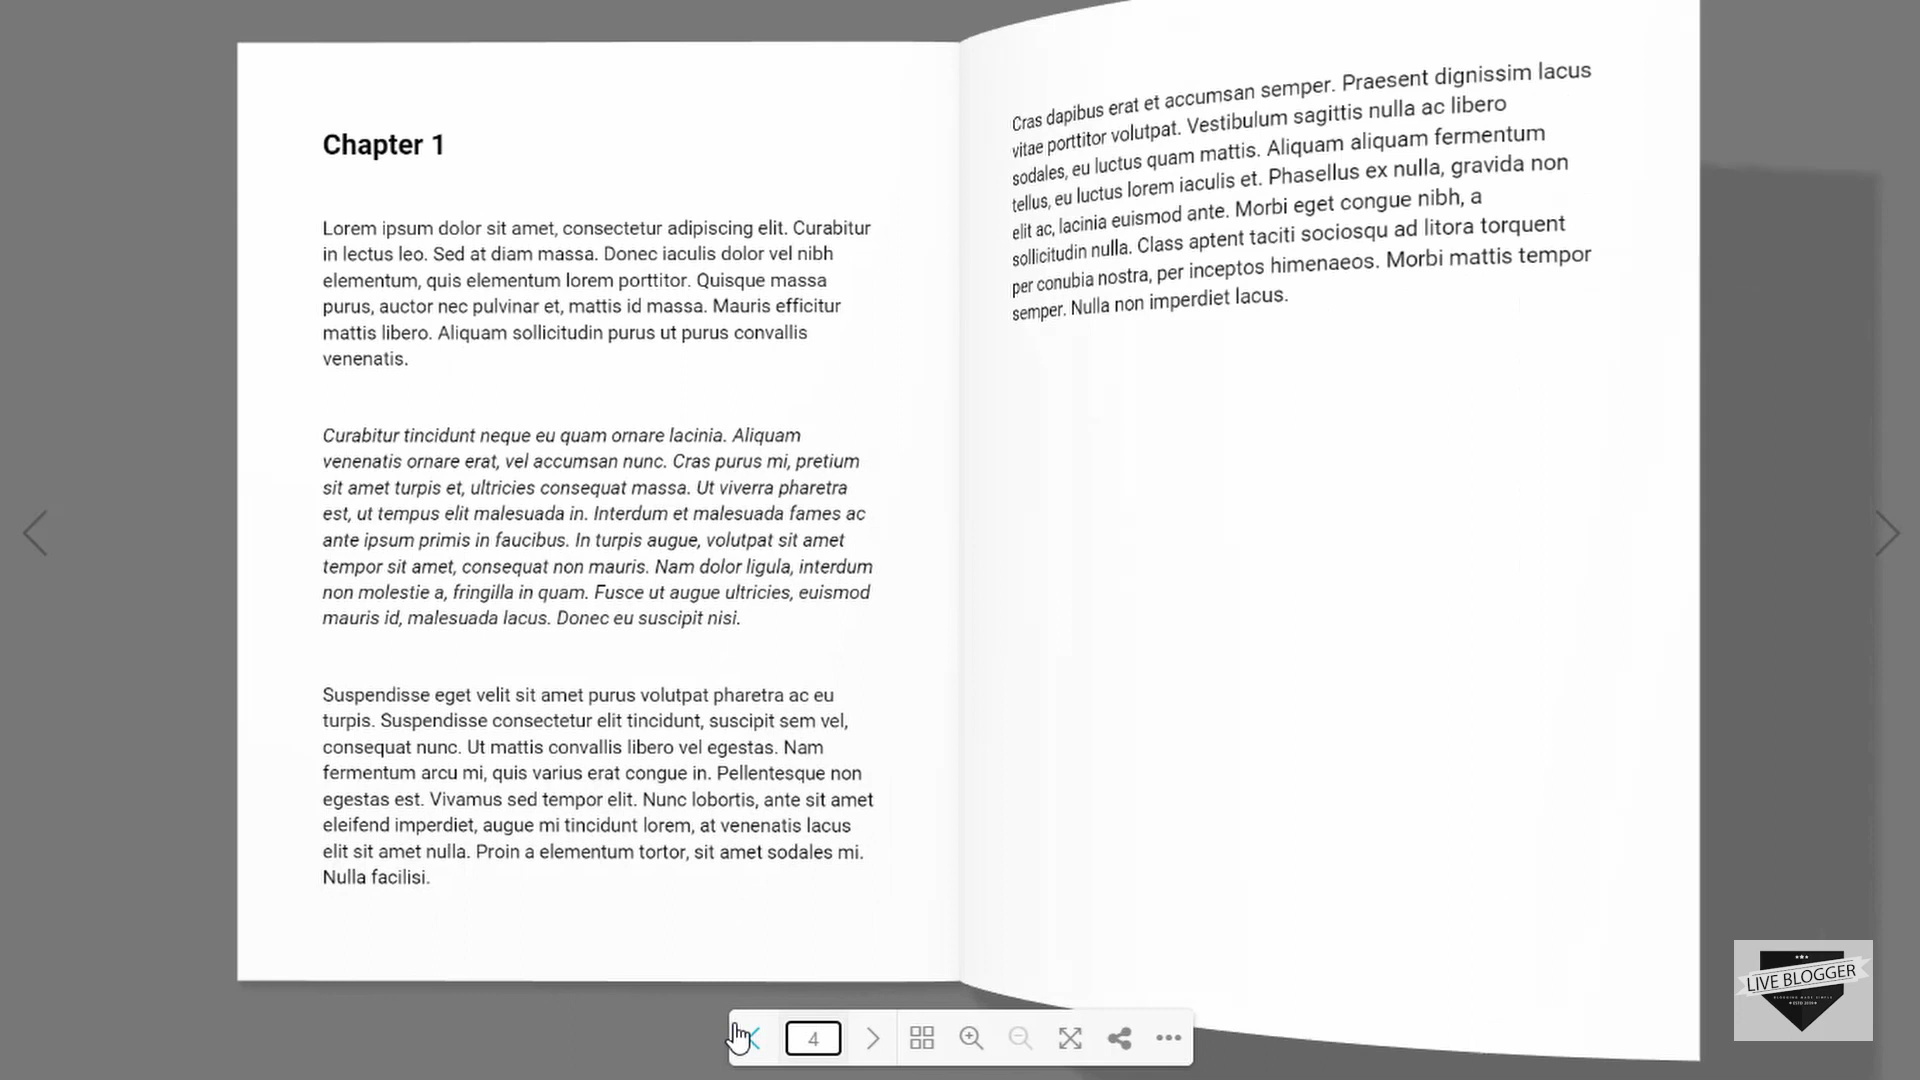 Chapter 1
Lorem ipsum dolor sit amet, consectetur adipiscing elit. Curabitur
in lectus leo. Sed at diam massa. Donec iaculis dolor vel nibh
elementum, quis elementum lorem porttitor. Quisque massa
purus, auctor nec pulvinar et, mattis id massa. Mauris efficitur
mattis libero. Aliquam sollicitudin purus ut purus convallis
venenatis.
Curabitur tincidunt neque eu quam ornare lacinia. Aliquam
venenatis ornare erat, vel accumsan nunc. Cras purus mi, pretium
sit amet turpis et, ultricies consequat massa. Ut viverra pharetra
est, ut tempus elit malesuada in. Interdum et malesuada fames ac
ante ipsum primis in faucibus. In turpis augue, volutpat sit amet
tempor sit amet, consequat non mauris. Nam dolor ligula, interdum
non molestie a, fringilla in quam. Fusce ut augue ultricies, euismod
mauris id, malesuada lacus. Donec eu suscipit nisi.
Suspendisse eget velit sit amet purus volutpat pharetra ac eu
turpis. Suspendisse consectetur elit tincidunt, suscipit sem vel,
consequat nunc. Ut mattis convallis libero vel egestas. Nam
fermentum arcu mi, quis varius erat congue in. Pellentesque non
egestas est. Vivamus sed tempor elit. Nunc lobortis, ante sit amet
eleifend imperdiet, augue mi tincidunt lorem, at venenatis lacus
elit sit amet nulla. Proin a elementum tortor, sit amet sodales mi.
Nulla facilisi.
Cras dapibus erat et accumsan semper. Praesent dignissim lacus
vitae porttitor volutpat. Vestibulum sagittis nulla ac libero
sodales, eu luctus quam mattis. Aliquam aliquam fermentum
tellus, eu luctus lorem iaculis et. Phasellus ex nulla, gravida non
elit ac, lacinia euismod ante. Morbi eget congue nibh, a
sollicitudin nulla. Class aptent taciti sociosqu ad litora torquent
per conubia nostra, per inceptos himenaeos. Morbi mattis tempor
semper. Nulla non imperdiet lacus.
4
LIVE BLOGGER